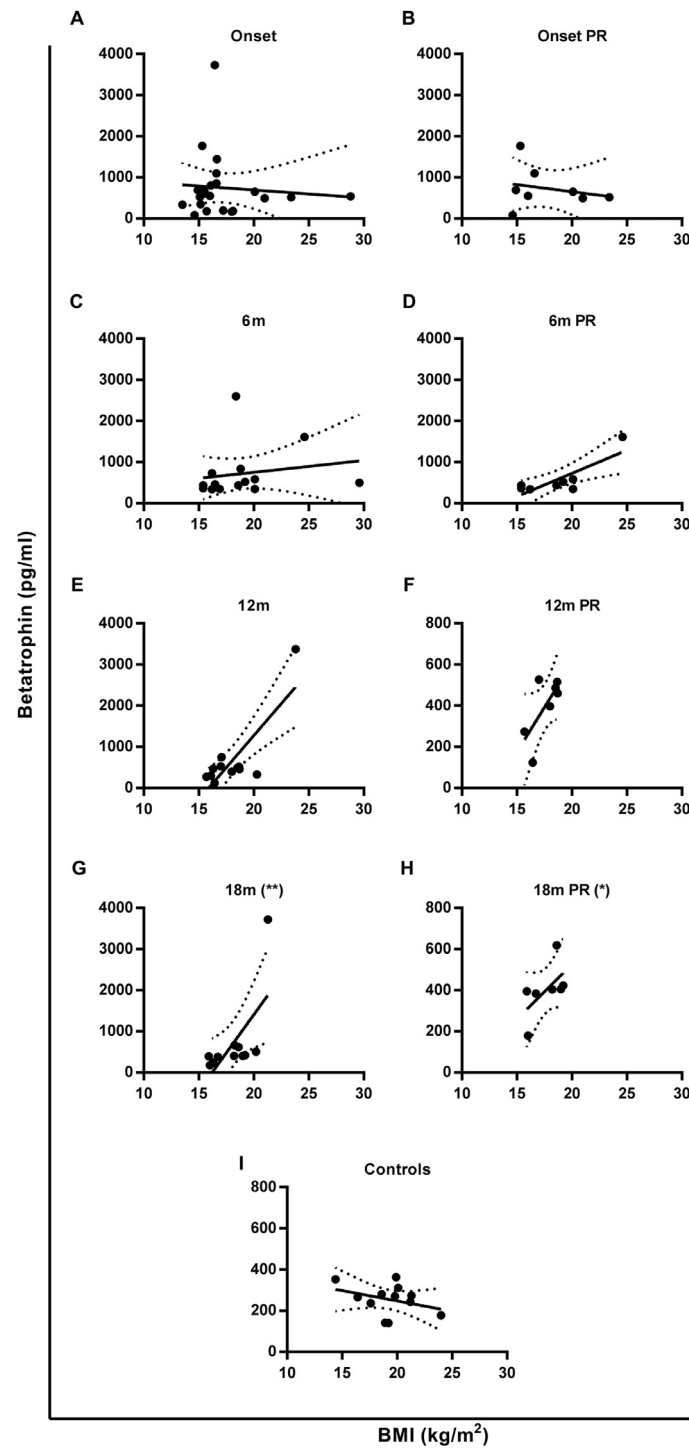 A
Onset
4000
3000
2000
1000
0
10 15 20 25 30
B
Onset PR
4000
3000
2000
1000
0
10 15 20 25 30
C
6m
4000
3000
2000
1000
0
10 15 20 25 30
D
6m PR
4000
3000
2000
1000
0
10 15 20 25 30
E
12m
4000
3000
2000
1000
0
10 15 20 25 30
F
12m PR
800
600
400
200
0
10 15 20 25 30
G
18m (**)
4000
3000
2000
1000
0
10 15 20 25 30
H
18m PR (*)
800
600
400
200
0
10 15 20 25 30
I
Controls
800
600
400
200
0
10 15 20 25 30
Betatrophin (pg/ml)
BMI (kg/m²)